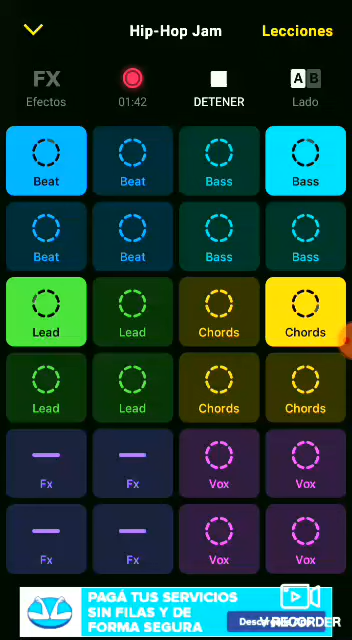 Hip-Hop Jam
Lecciones
FX
A B
Efectos
01:42
DETENER
Lado
Beat
Beat
Bass
Bass
Beat
Beat
Bass
Bass
Lead
Lead
Chords
Chords
Lead
Lead
Chords
Chords
Fx
Fx
Vox
Vox
Fx
Fx
Vox
Vox
PAGÁ TUS SERVICIOS
SIN FILAS Y DE
FORMA SEGURA
RECORDER